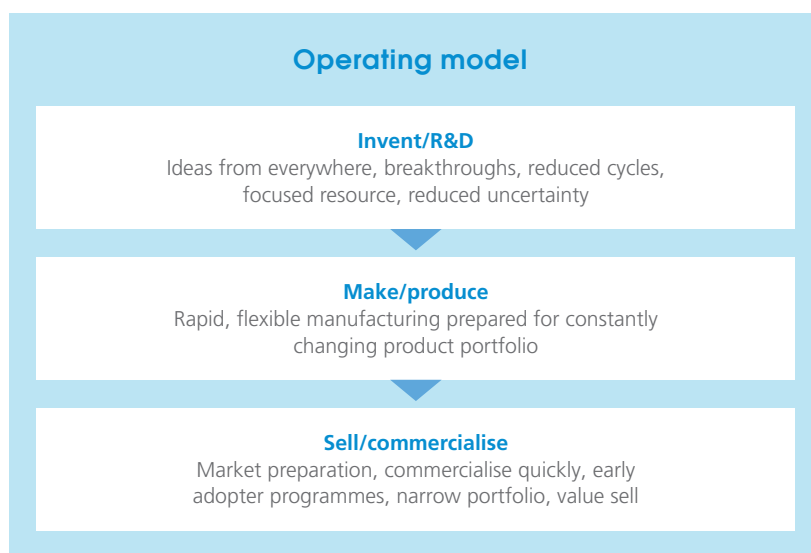 Operating model
Invent/R&D
Ideas from everywhere, breakthroughs, reduced cycles,
focused resource, reduced uncertainty
Make/produce
Rapid, flexible manufacturing prepared for constantly
changing product portfolio
Sell/commercialise
Market preparation, commercialise quickly, early
adopter programmes, narrow portfolio, value sell